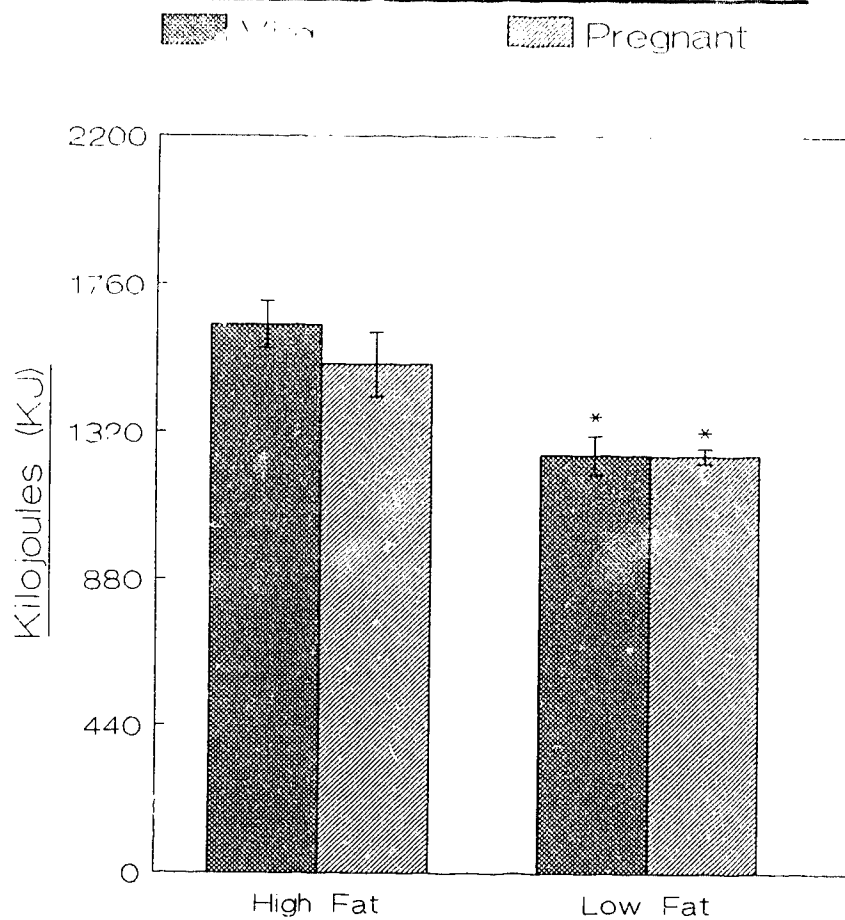 Pregnant
2200
1760
1320
880
440
0
Kilojoules (KJ)
*
*
High Fat
Low Fat